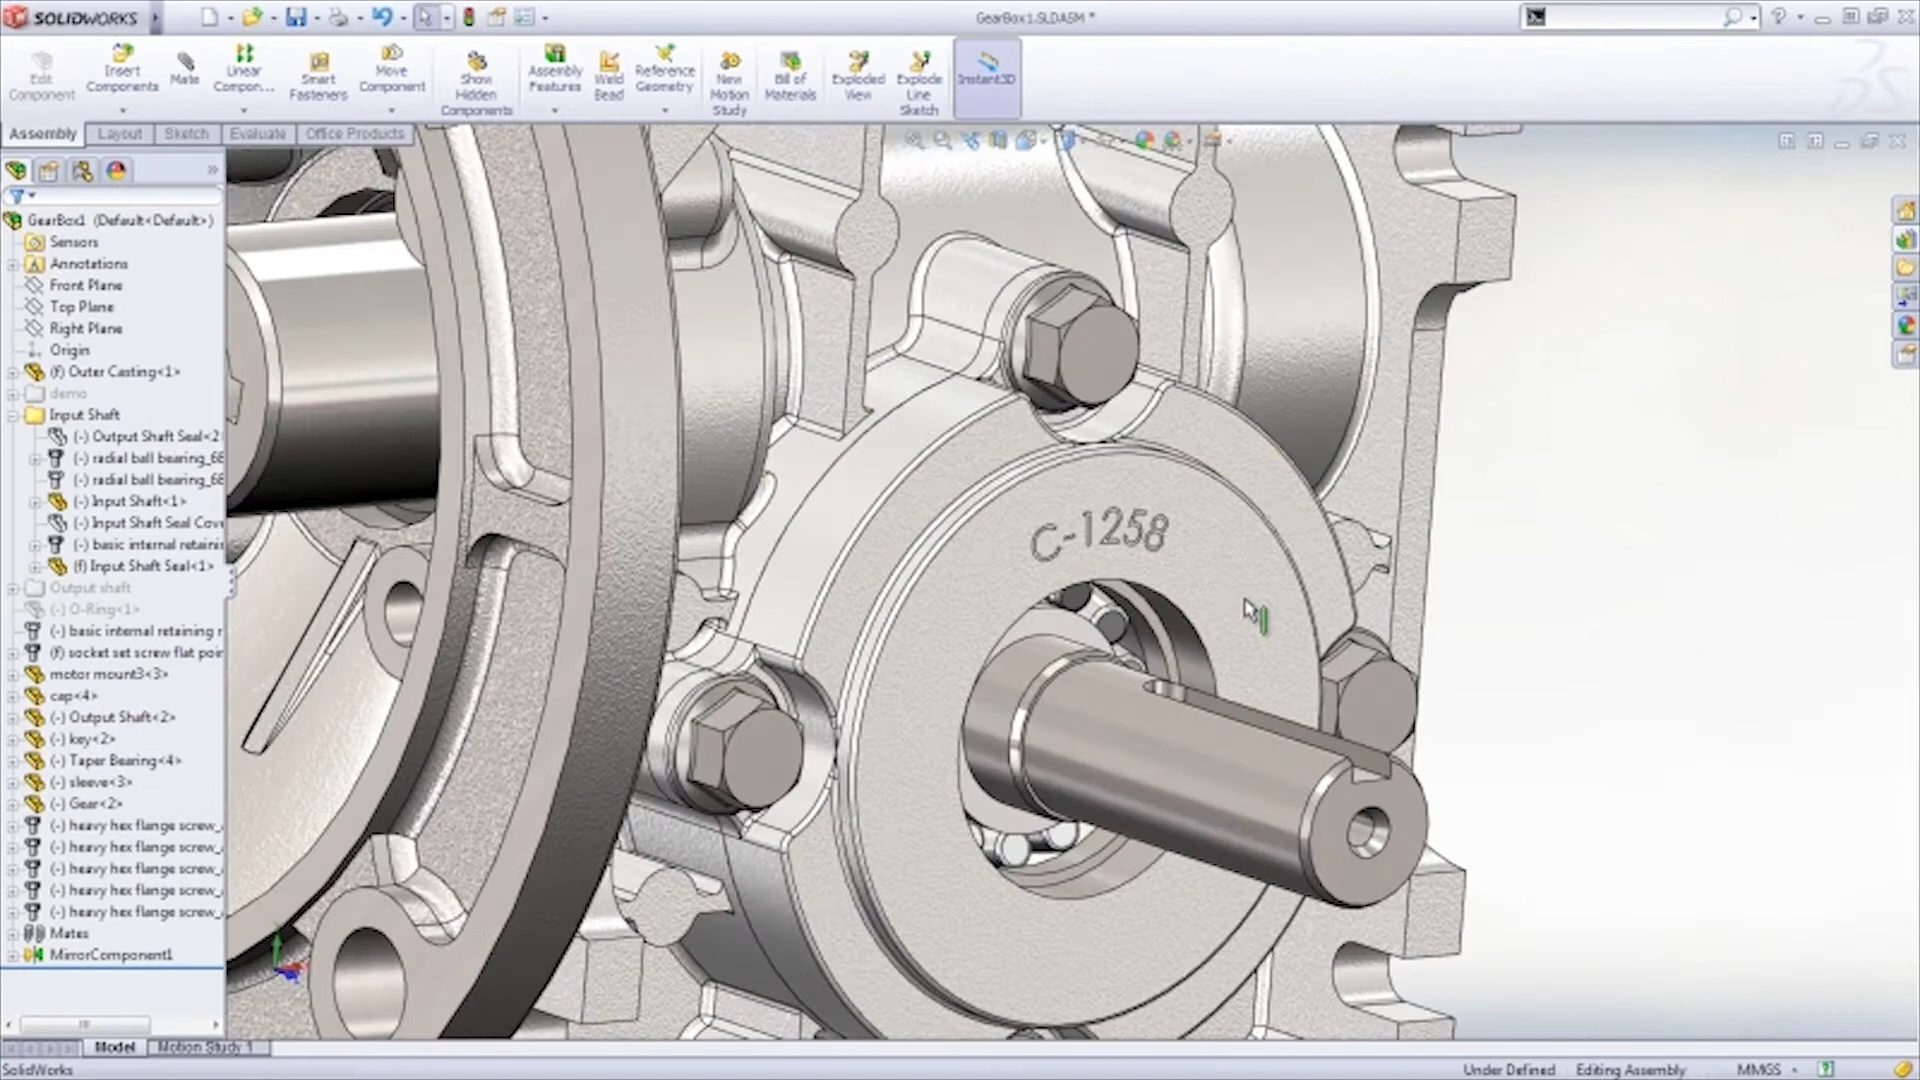 SOLIDWORKS
GearBox1.SLDASM *
Edit Component
Insert Components
Mate
Linear Compon...
Smart Fasteners
Move Component
Show Hidden Components
Assembly Features
Weld Bead
Reference Geometry
New Motion Study
Bill of Materials
Exploded View
Explode Line Sketch
Instant3D
Assembly
Layout
Sketch
Evaluate
Office Products
GearBox1 (Default<Default>)
Sensors
Annotations
Front Plane
Top Plane
Right Plane
Origin
(f) Outer Casting<1>
demo
Input Shaft
(-) Output Shaft Seal<2
(-) radial ball bearing_68
(-) radial ball bearing_68
(-) Input Shaft<1>
(-) Input Shaft Seal Cov
(-) basic internal retaini
(f) Input Shaft Seal<1>
Output shaft
(-) O-Ring<1>
(-) basic internal retaining r
(f) socket set screw flat poin
motor mount3<3>
cap<4>
(-) Output Shaft<2>
(-) key<2>
(-) Taper Bearing<4>
(-) sleeve<3>
(-) Gear<2>
(-) heavy hex flange screw_
(-) heavy hex flange screw_
(-) heavy hex flange screw_
(-) heavy hex flange screw_
(-) heavy hex flange screw_
Mates
MirrorComponent1
C-1258
Model
Motion Study 1
SolidWorks
Under Defined
Editing Assembly
MMGS